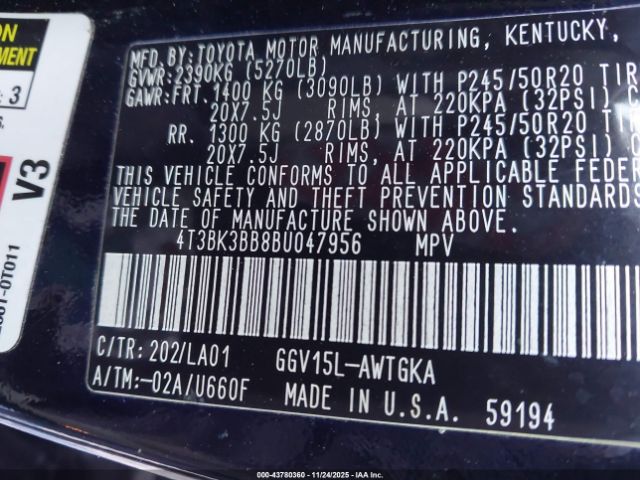 MFD. BY: TOYOTA MOTOR MANUFACTURING, KENTUCKY,
GVWR: 2390KG (5270LB)
GAWR: FRT. 1400 KG (3090LB) WITH P245/50R20
20X7.5J RIMS, AT 220KPA (32PSI)
RR. 1300 KG (2870LB) WITH P245/50R20
20X7.5J RIMS, AT 220KPA (32PSI)
THIS VEHICLE CONFORMS TO ALL APPLICABLE
VEHICLE SAFETY AND THEFT PREVENTION STANDARDS
THE DATE OF MANUFACTURE SHOWN ABOVE.
4T3BK3BB8BU047956 MPV
C/TR: 202/LA01 GGV15L-AWTGKA
A/TM:-02A/U660F MADE IN U.S.A. 59194
3
V3
© 000-43780360 - 11/24/2025 - IAAI.COM